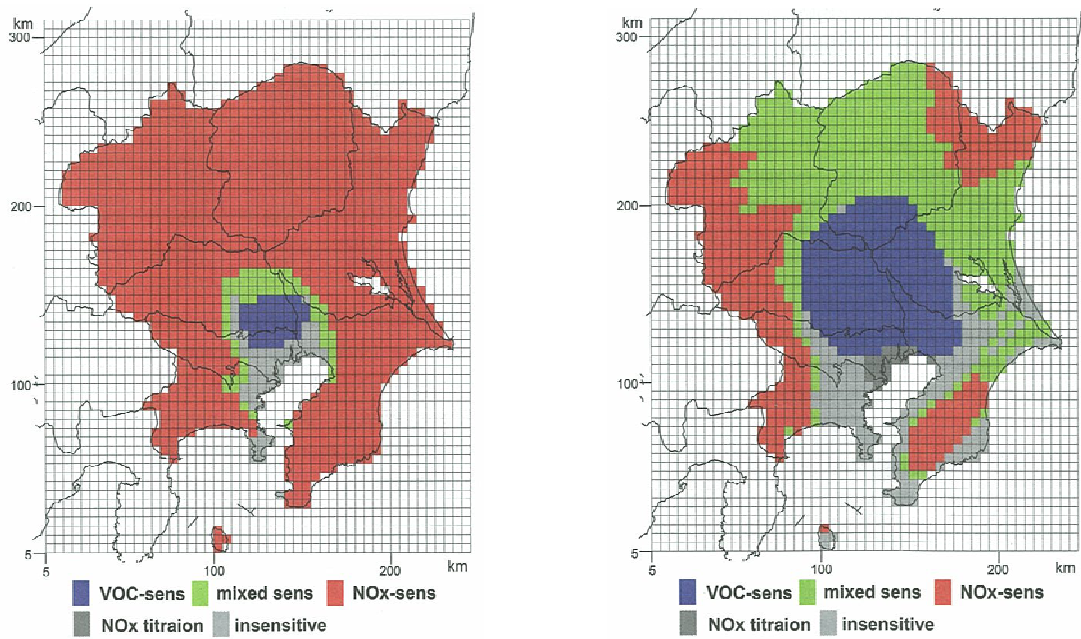 km
300
200
100
5
5
100
200
km
VOC-sens
mixed sens
NOx-sens
NOx titraion
insensitive
km
300
200
100
5
5
100
200
km
VOC-sens
mixed sens
NOx-sens
NOx titraion
insensitive